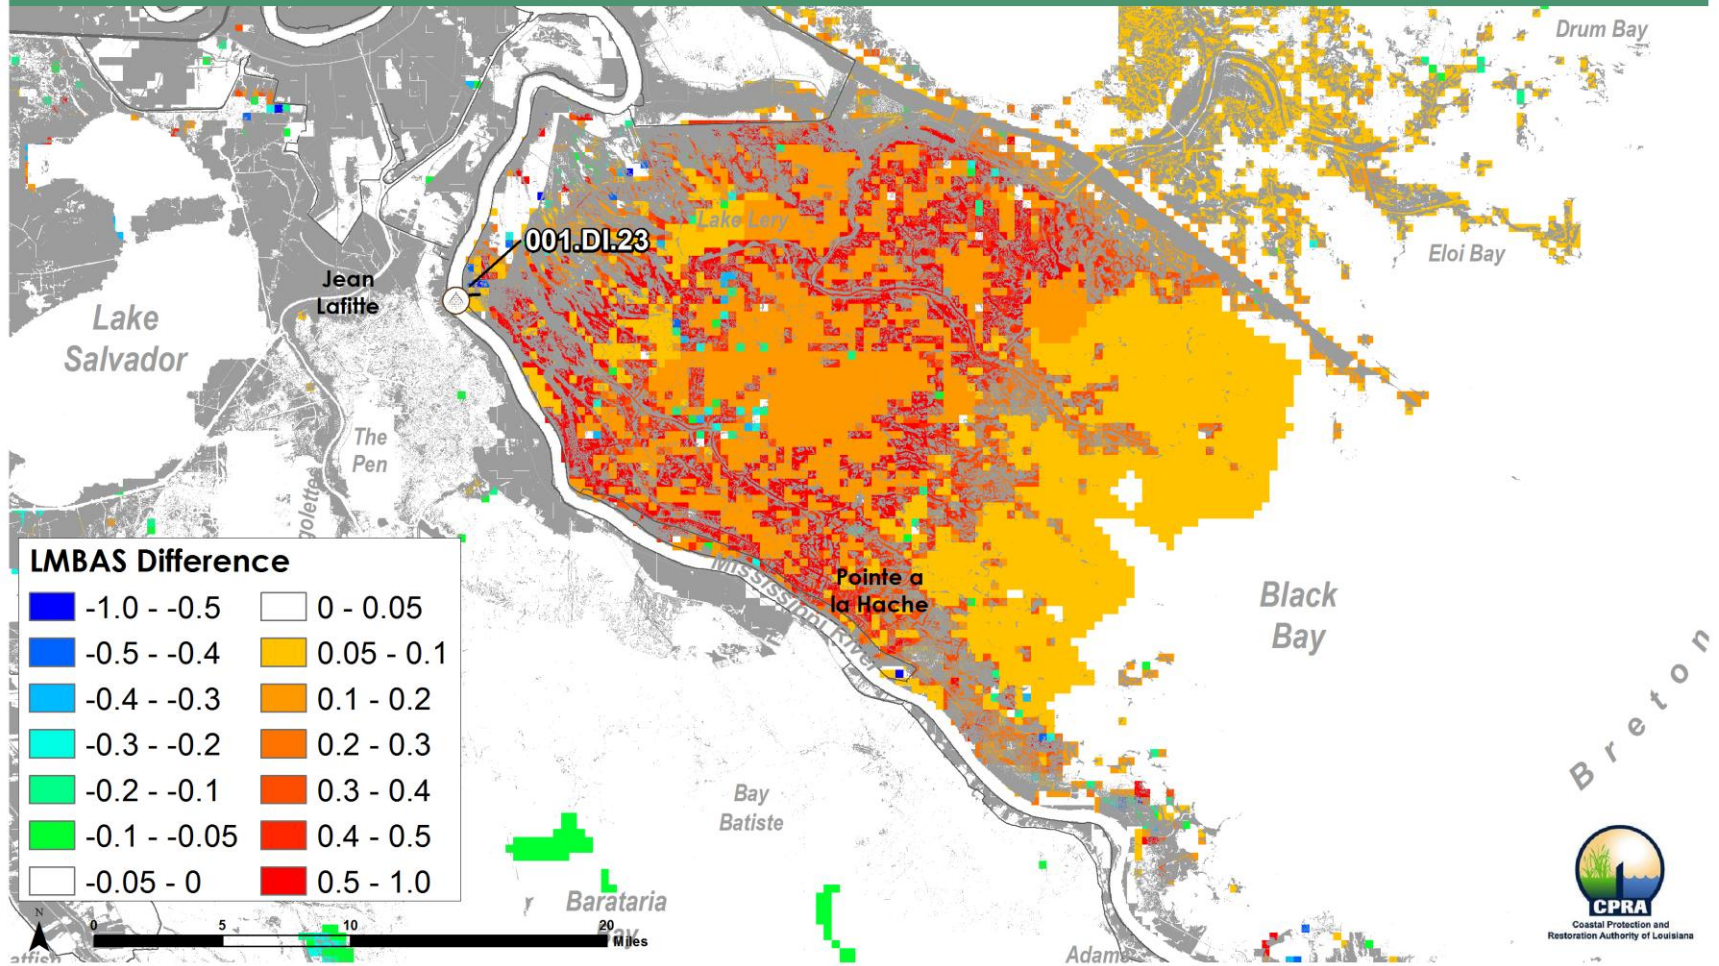 Drum Bay
Lake Lery
001.DI.23
Eloi Bay
Jean
Lafitte
Lake
Salvador
The
Pen
golettes
LMBAS Difference
-1.0 - -0.5
0 - 0.05
-0.5 - -0.4
0.05 - 0.1
-0.4 - -0.3
0.1 - 0.2
-0.3 - -0.2
0.2 - 0.3
-0.2 - -0.1
0.3 - 0.4
-0.1 - -0.05
0.4 - 0.5
-0.05 - 0
0.5 - 1.0
Mississippi River
Pointe a
la Hache
Black
Bay
Breton
Bay
Batiste
Barataria
Bay
N
0 5 10 20
Miles
atfish
Adams
CPRA
Coastal Protection and
Restoration Authority of Louisiana